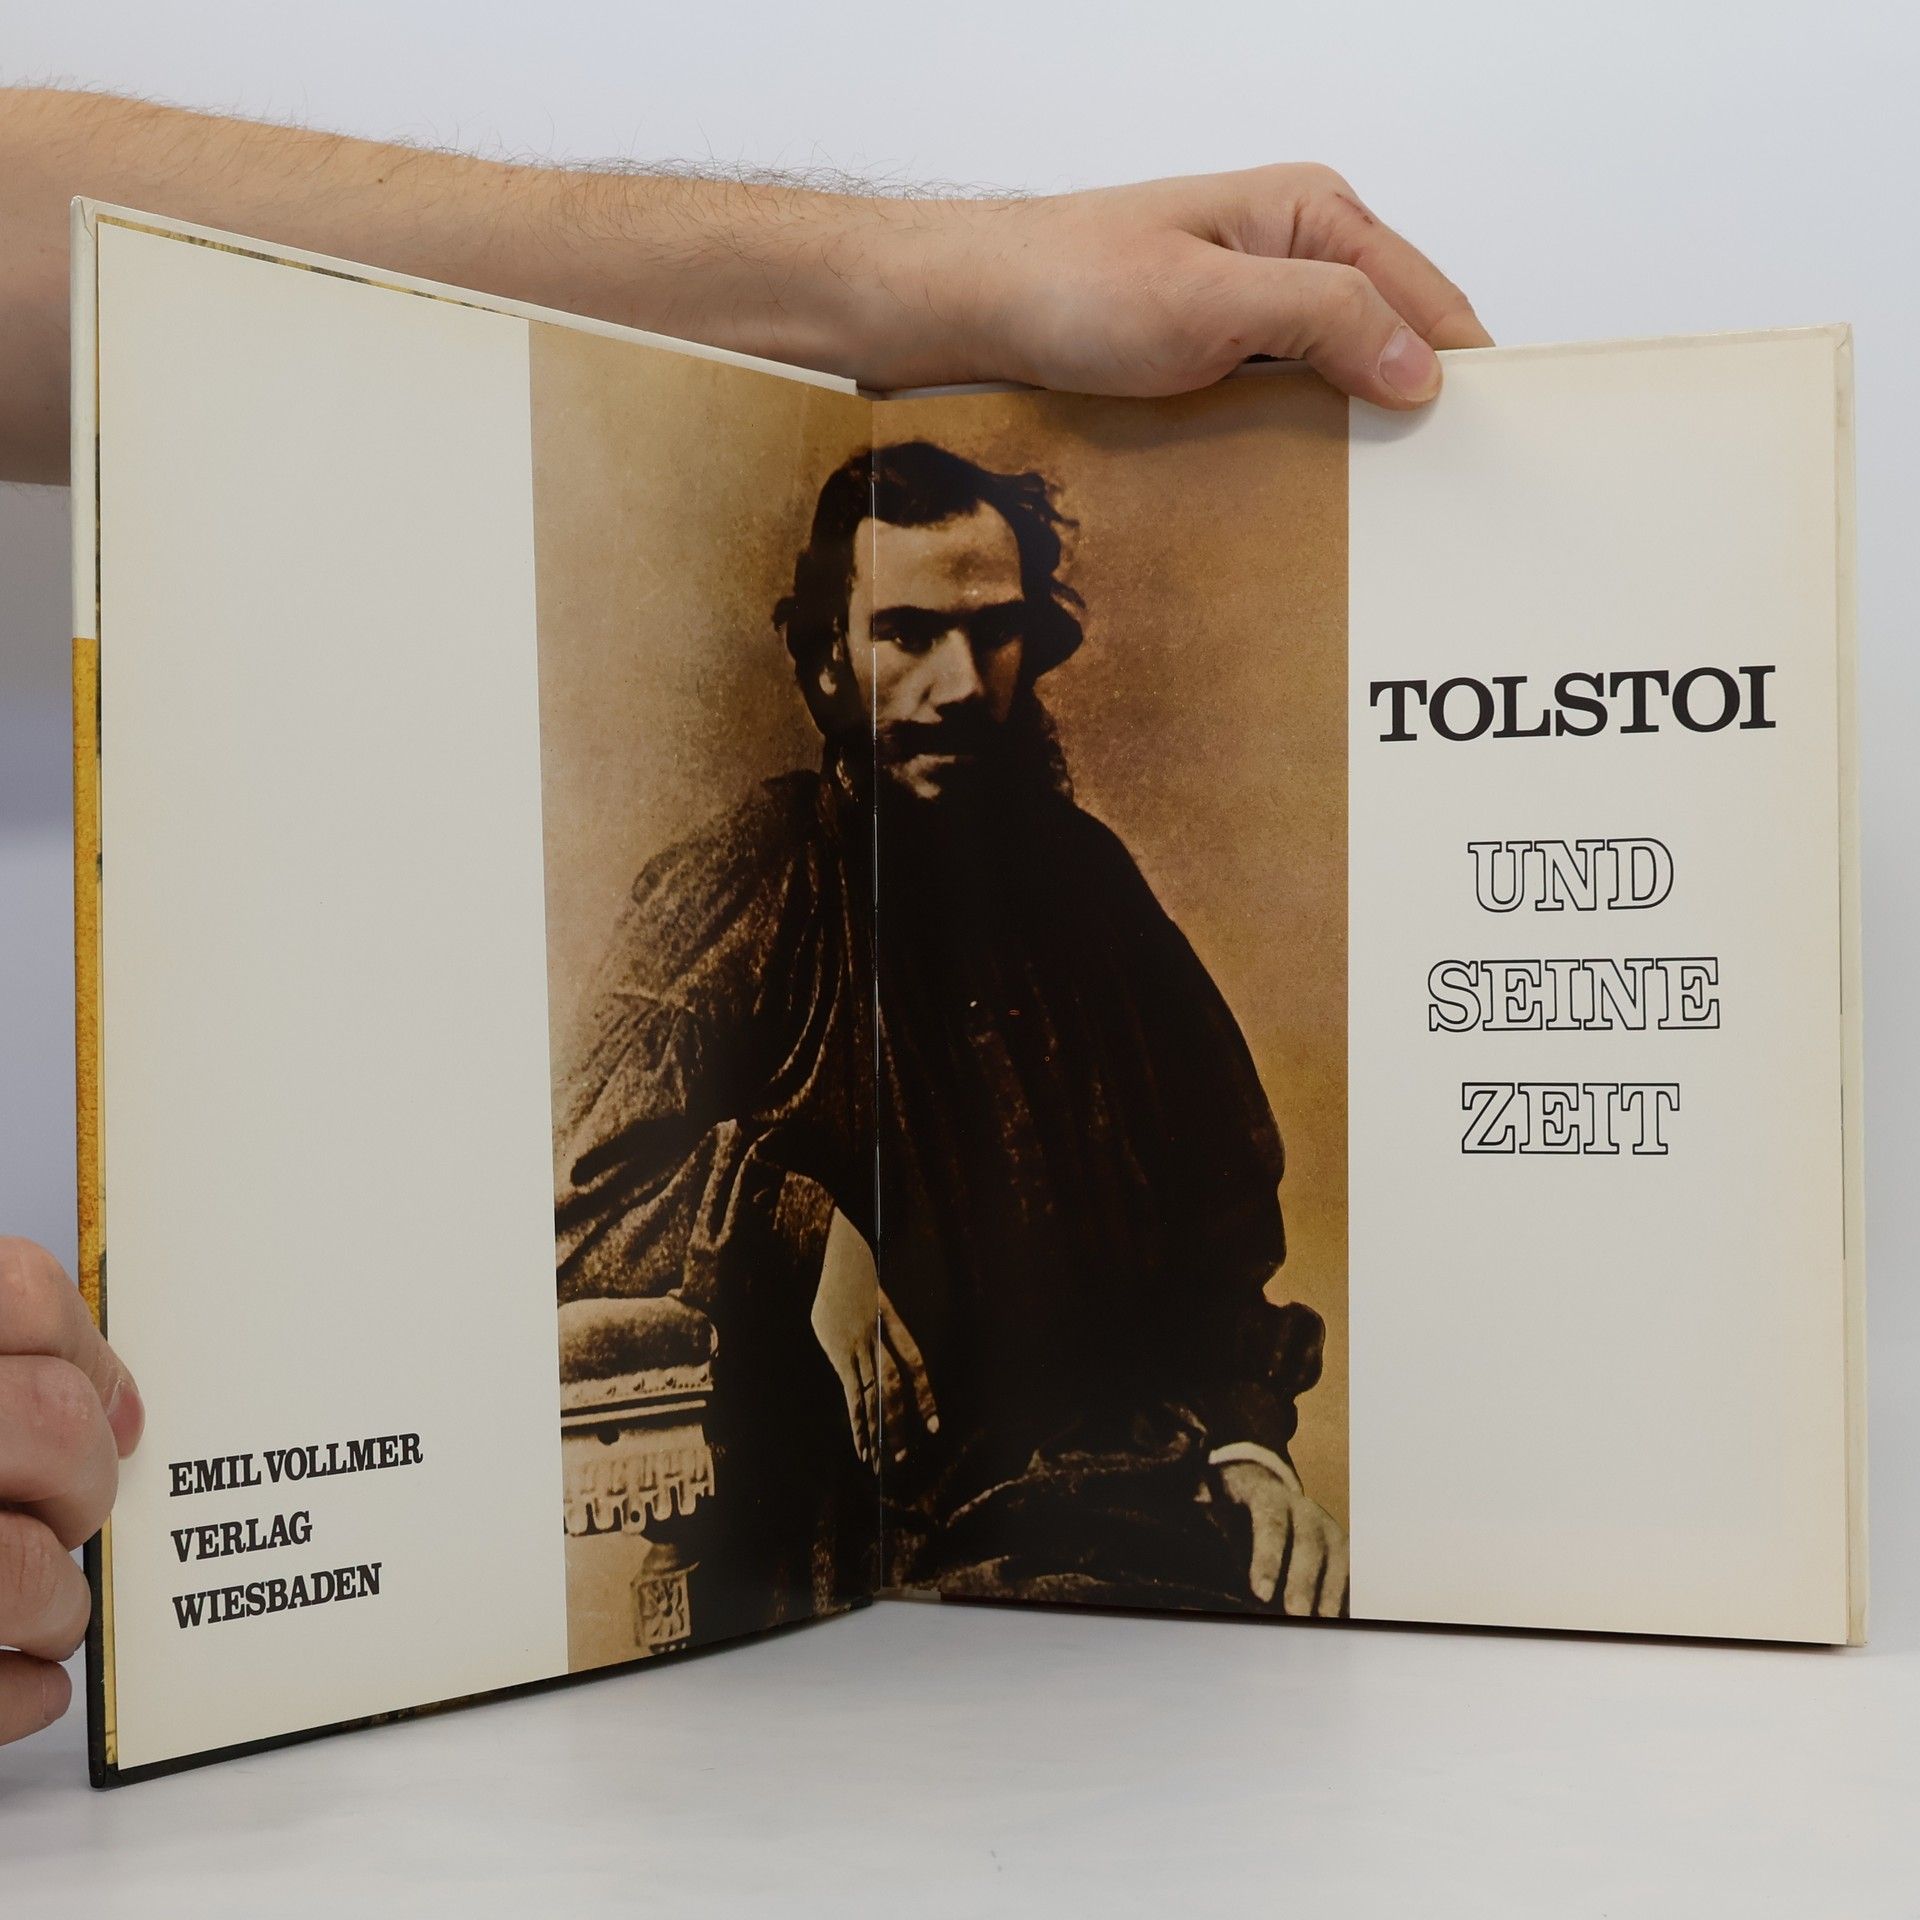 EMIL VOLLMER
VERLAG
WIESBADEN
TOLSTOI
UND
SEINE
ZEIT